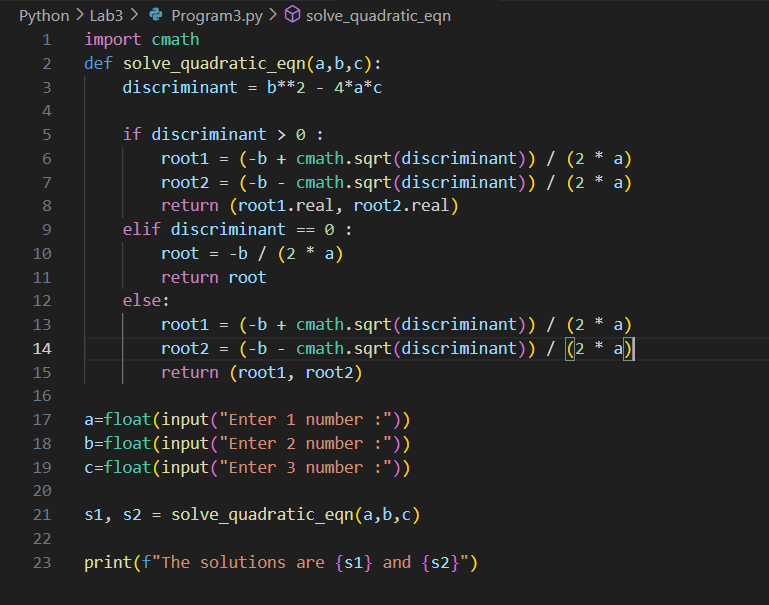 Python > Lab3 > Program3.py > solve_quadratic_eqn
1 import cmath
2 def solve_quadratic_eqn(a,b,c):
3     discriminant = b**2 - 4*a*c
4
5     if discriminant > 0 :
6         root1 = (-b + cmath.sqrt(discriminant)) / (2 * a)
7         root2 = (-b - cmath.sqrt(discriminant)) / (2 * a)
8         return (root1.real, root2.real)
9     elif discriminant == 0 :
10         root = -b / (2 * a)
11         return root
12     else:
13         root1 = (-b + cmath.sqrt(discriminant)) / (2 * a)
14         root2 = (-b - cmath.sqrt(discriminant)) / (2 * a)
15         return (root1, root2)
16
17 a=float(input("Enter 1 number :"))
18 b=float(input("Enter 2 number :"))
19 c=float(input("Enter 3 number :"))
20
21 s1, s2 = solve_quadratic_eqn(a,b,c)
22
23 print(f"The solutions are {s1} and {s2}")